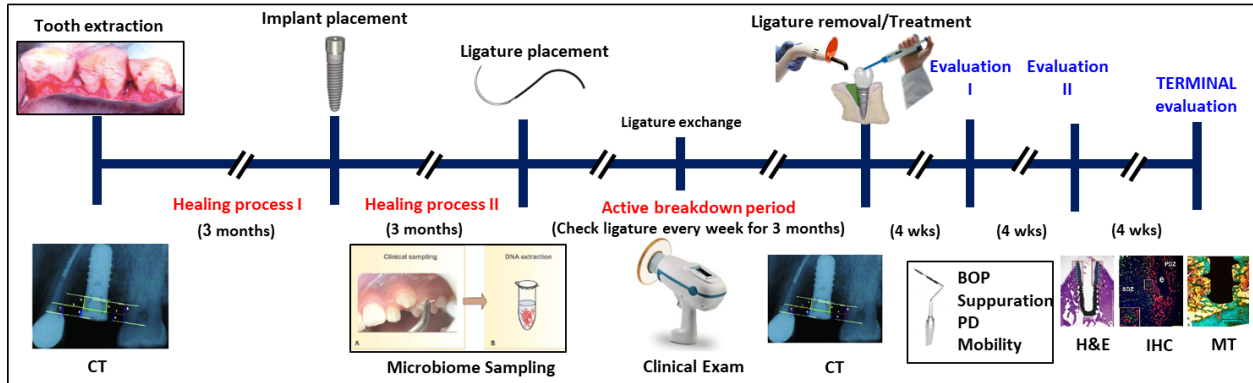 Tooth extraction
Implant placement
Ligature placement
Ligature exchange
Ligature removal/Treatment
Evaluation
I
Evaluation
II
TERMINAL
evaluation
Healing process I
(3 months)
Healing process II
(3 months)
Active breakdown period
(Check ligature every week for 3 months)
(4 wks)
(4 wks)
(4 wks)
CT
Clinical sampling
DNA extraction
A
B
Microbiome Sampling
Clinical Exam
CT
BOP
Suppuration
PD
Mobility
H&E
PDZ
e
SDZ
IHC
MT